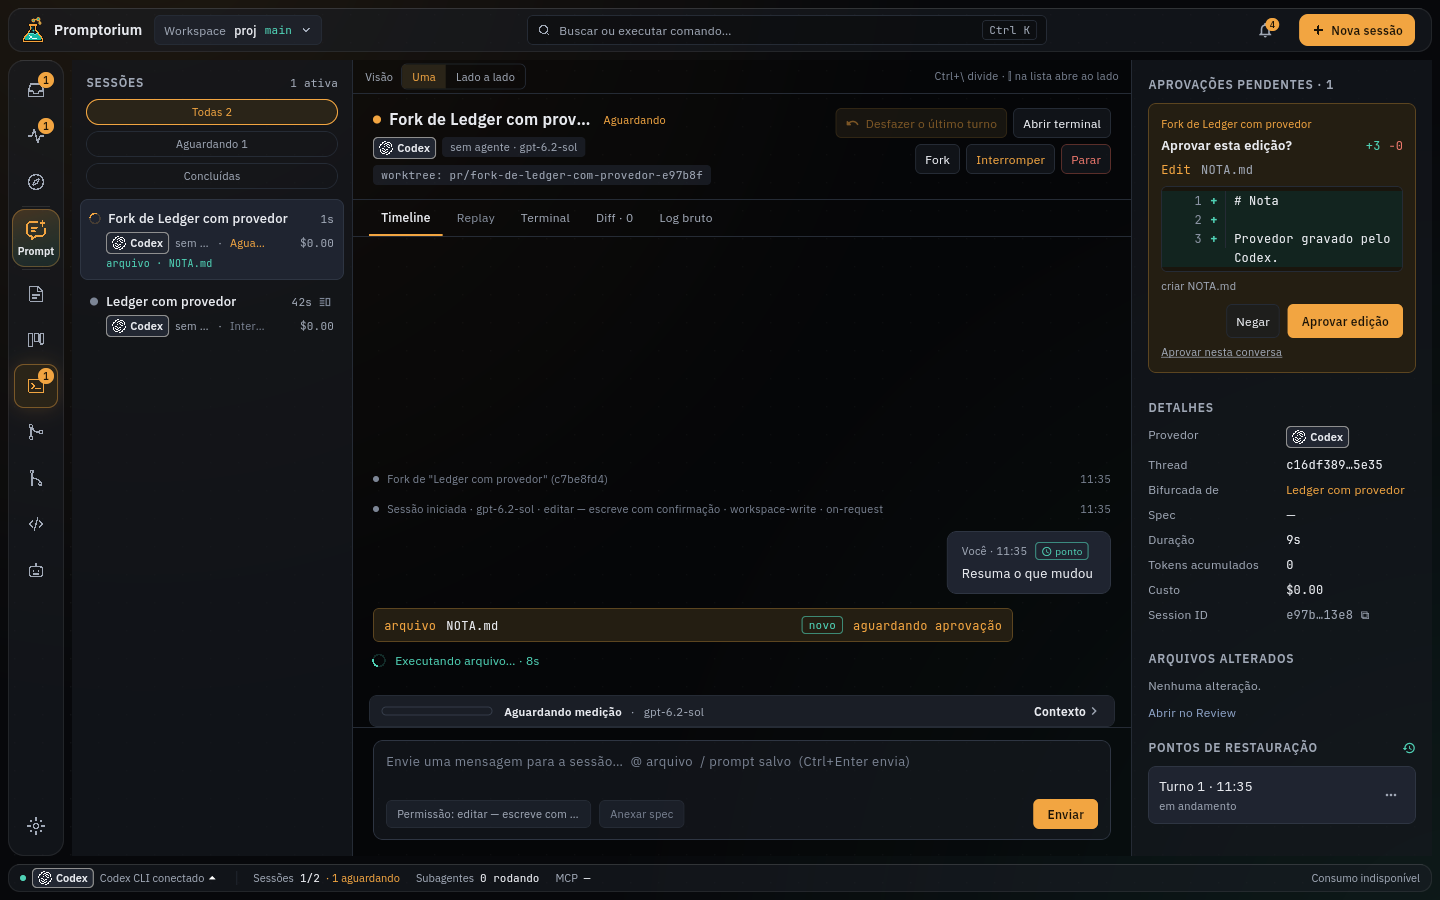 Promptorium
Workspace proj main
Buscar ou executar comando...
Ctrl K
4
+ Nova sessão
1
1
Prompt
1
SESSÕES
1 ativa
Todas 2
Aguardando 1
Concluídas
Fork de Ledger com provedor
1s
Codex
sem ...
·
Agua...
$0.00
arquivo · NOTA.md
Ledger com provedor
42s
Codex
sem ...
·
Inter...
$0.00
Visão
Uma
Lado a lado
Ctrl+\ divide · ⫿ na lista abre ao lado
Fork de Ledger com prov...
Aguardando
Desfazer o último turno
Abrir terminal
Codex
sem agente · gpt-6.2-sol
Fork
Interromper
Parar
worktree: pr/fork-de-ledger-com-provedor-e97b8f
Timeline
Replay
Terminal
Diff · 0
Log bruto
Fork de "Ledger com provedor" (c7be8fd4)
11:35
Sessão iniciada · gpt-6.2-sol · editar — escreve com confirmação · workspace-write · on-request
11:35
Você · 11:35
ponto
Resuma o que mudou
arquivo NOTA.md
novo
aguardando aprovação
Executando arquivo... · 8s
Aguardando medição · gpt-6.2-sol
Contexto
Envie uma mensagem para a sessão... @ arquivo / prompt salvo (Ctrl+Enter envia)
Permissão: editar — escreve com ...
Anexar spec
Enviar
APROVAÇÕES PENDENTES · 1
Fork de Ledger com provedor
Aprovar esta edição?
+3 -0
Edit NOTA.md
1 + # Nota
2 +
3 + Provedor gravado pelo
Codex.
criar NOTA.md
Negar
Aprovar edição
Aprovar nesta conversa
DETALHES
Provedor
Codex
Thread
c16df389…5e35
Bifurcada de
Ledger com provedor
Spec
—
Duração
9s
Tokens acumulados
0
Custo
$0.00
Session ID
e97b…13e8
ARQUIVOS ALTERADOS
Nenhuma alteração.
Abrir no Review
PONTOS DE RESTAURAÇÃO
Turno 1 · 11:35
em andamento
Codex
Codex CLI conectado
Sessões 1/2 · 1 aguardando
Subagentes 0 rodando
MCP —
Consumo indisponível